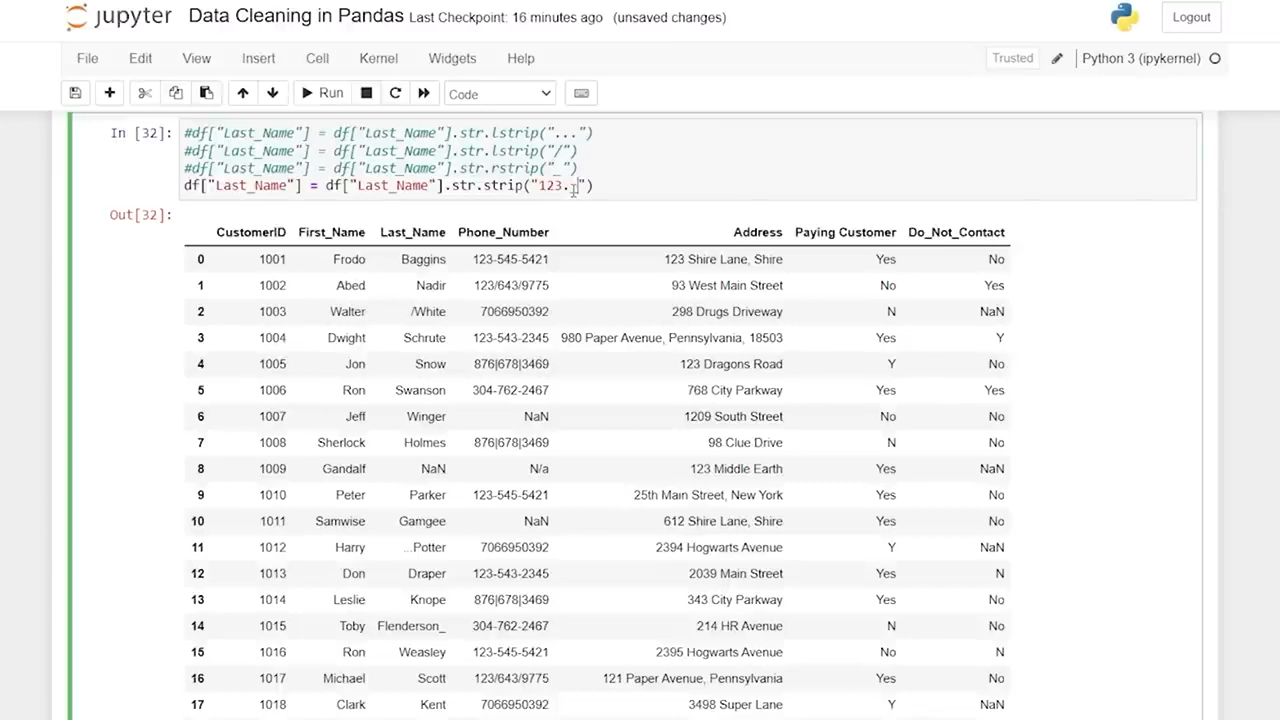 jupyter Data Cleaning in Pandas Last Checkpoint: 16 minutes ago (unsaved changes) Logout
File Edit View Insert Cell Kernel Widgets Help Trusted Python 3 (ipykernel)
Run Code
In [32]: #df["Last_Name"] = df["Last_Name"].str.lstrip("...")
#df["Last_Name"] = df["Last_Name"].str.lstrip("/")
#df["Last_Name"] = df["Last_Name"].str.rstrip("_")
df["Last_Name"] = df["Last_Name"].str.strip("123._")
Out[32]:
CustomerID First_Name Last_Name Phone_Number Address Paying Customer Do_Not_Contact
0 1001 Frodo Baggins 123-545-5421 123 Shire Lane, Shire Yes No
1 1002 Abed Nadir 123/643/9775 93 West Main Street No Yes
2 1003 Walter /White 7066950392 298 Drugs Driveway N NaN
3 1004 Dwight Schrute 123-543-2345 980 Paper Avenue, Pennsylvania, 18503 Yes Y
4 1005 Jon Snow 876|678|3469 123 Dragons Road Y No
5 1006 Ron Swanson 304-762-2467 768 City Parkway Yes Yes
6 1007 Jeff Winger NaN 1209 South Street No No
7 1008 Sherlock Holmes 876|678|3469 98 Clue Drive N No
8 1009 Gandalf NaN N/a 123 Middle Earth Yes NaN
9 1010 Peter Parker 123-545-5421 25th Main Street, New York Yes No
10 1011 Samwise Gamgee NaN 612 Shire Lane, Shire Yes No
11 1012 Harry ...Potter 7066950392 2394 Hogwarts Avenue Y NaN
12 1013 Don Draper 123-543-2345 2039 Main Street Yes N
13 1014 Leslie Knope 876|678|3469 343 City Parkway Yes No
14 1015 Toby Flenderson_ 304-762-2467 214 HR Avenue N No
15 1016 Ron Weasley 123-545-5421 2395 Hogwarts Avenue No N
16 1017 Michael Scott 123/643/9775 121 Paper Avenue, Pennsylvania Yes No
17 1018 Clark Kent 7066950392 3498 Super Lane Y NaN